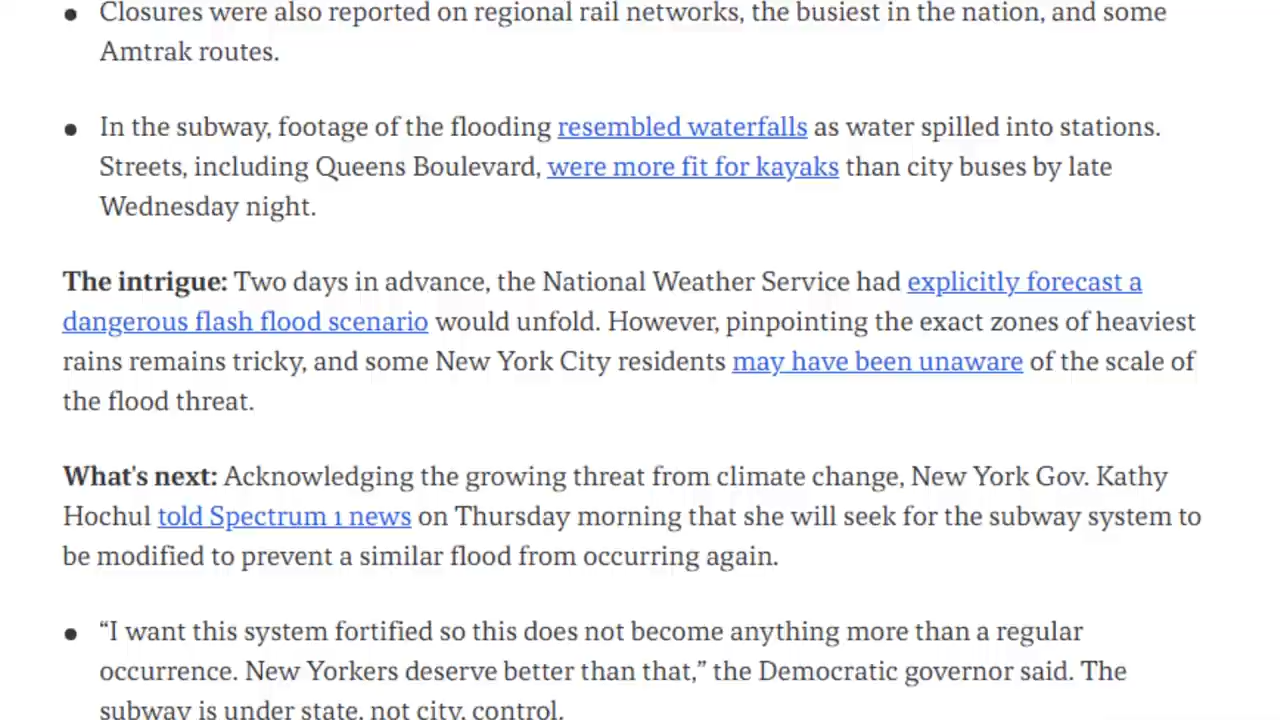 • Closures were also reported on regional rail networks, the busiest in the nation, and some
Amtrak routes.
• In the subway, footage of the flooding resembled waterfalls as water spilled into stations.
Streets, including Queens Boulevard, were more fit for kayaks than city buses by late
Wednesday night.
The intrigue: Two days in advance, the National Weather Service had explicitly forecast a
dangerous flash flood scenario would unfold. However, pinpointing the exact zones of heaviest
rains remains tricky, and some New York City residents may have been unaware of the scale of
the flood threat.
What's next: Acknowledging the growing threat from climate change, New York Gov. Kathy
Hochul told Spectrum 1 news on Thursday morning that she will seek for the subway system to
be modified to prevent a similar flood from occurring again.
• “I want this system fortified so this does not become anything more than a regular
occurrence. New Yorkers deserve better than that,” the Democratic governor said. The
subway is under state, not city, control.